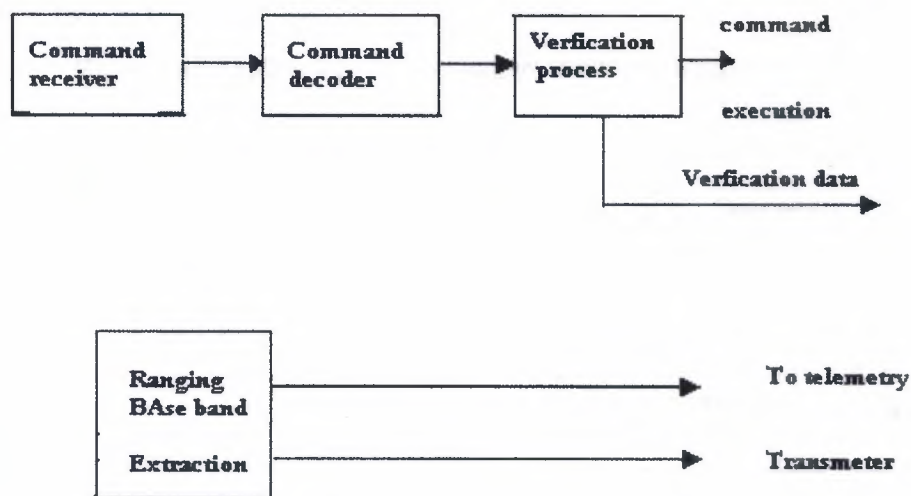 Command
receiver
Command
decoder
Verfication
process
command
execution
Verfication data
Ranging
BAse band
Extraction
To telemetry
Transmeter